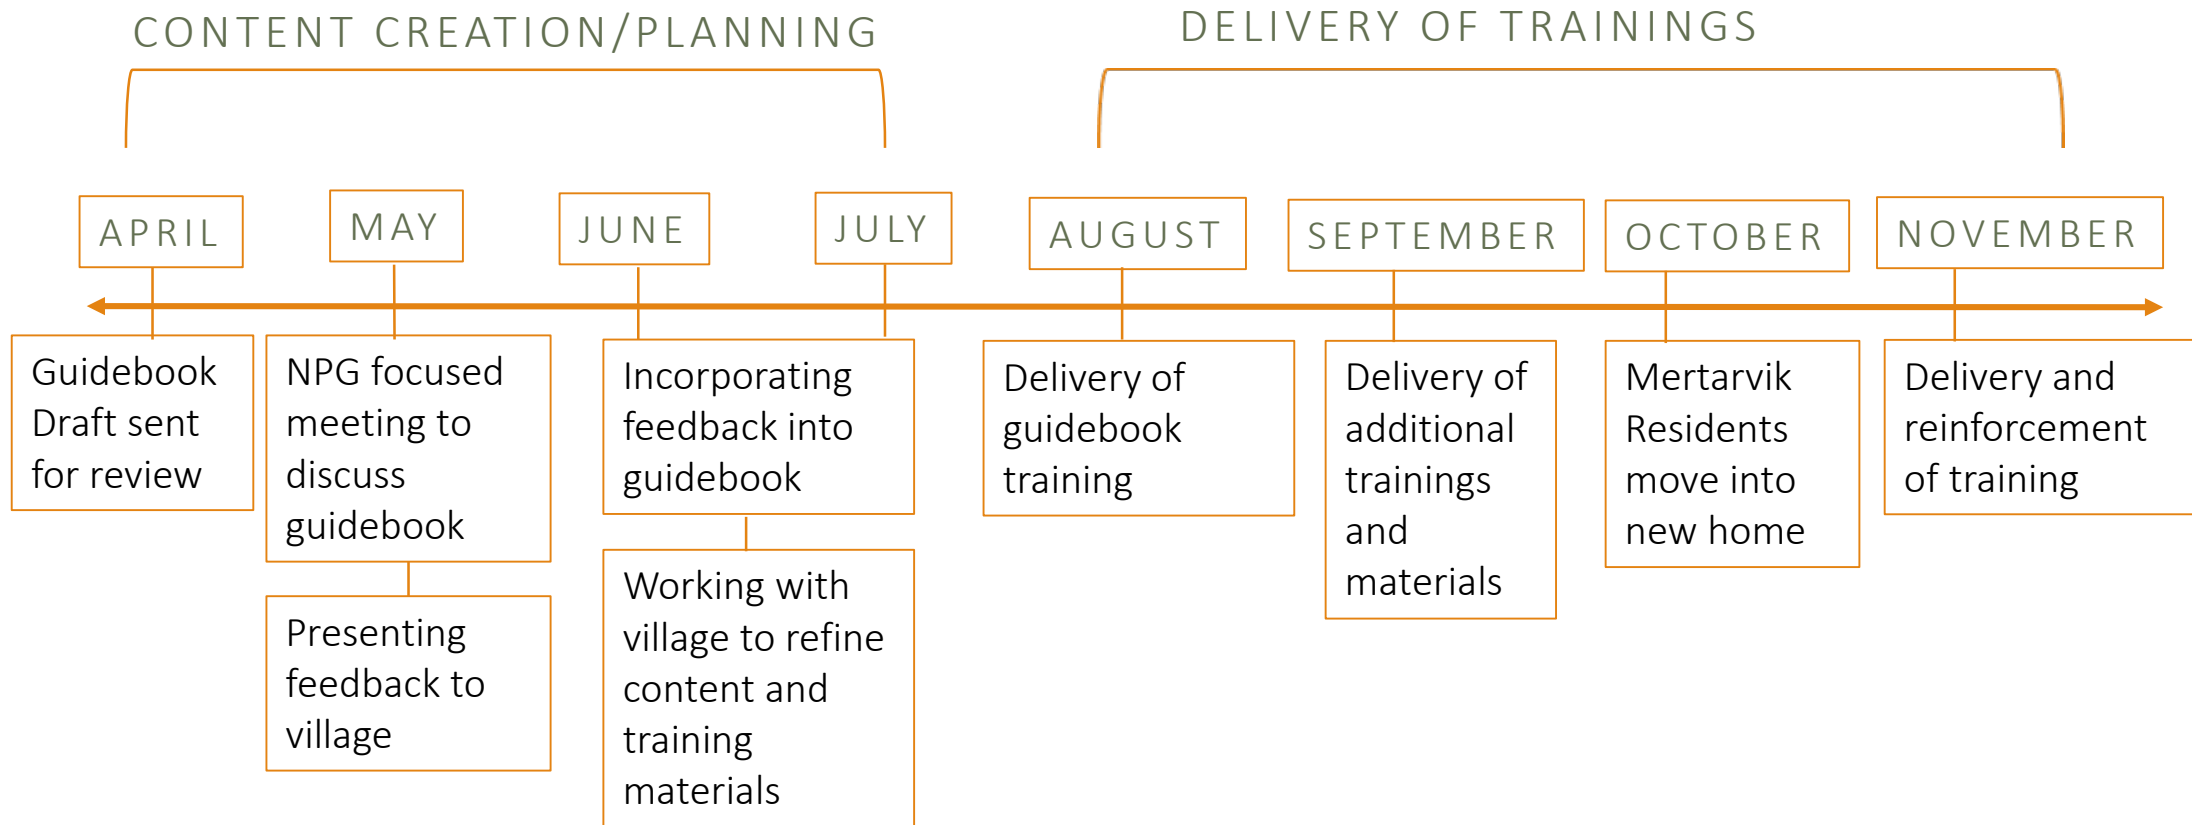 CONTENT CREATION/PLANNING
DELIVERY OF TRAININGS
APRIL
MAY
JUNE
JULY
AUGUST
SEPTEMBER
OCTOBER
NOVEMBER
Guidebook
Draft sent
for review
NPG focused
meeting to
discuss
guidebook
Presenting
feedback to
village
Incorporating
feedback into
guidebook
Working with
village to refine
content and
training
materials
Delivery of
guidebook
training
Delivery of
additional
trainings
and
materials
Mertarvik
Residents
move into
new home
Delivery and
reinforcement
of training